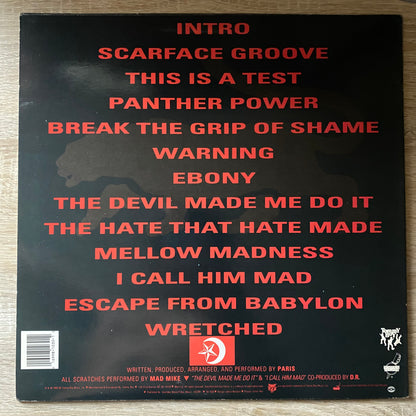 INTRO
SCARFACE GROOVE
THIS IS A TEST
PANTHER POWER
BREAK THE GRIP OF SHAME
WARNING
EBONY
THE DEVIL MADE ME DO IT
THE HATE THAT HATE MADE
MELLOW MADNESS
I CALL HIM MAD
ESCAPE FROM BABYLON
WRETCHED
WRITTEN, PRODUCED, ARRANGED, AND PERFORMED BY PARIS
ALL SCRATCHES PERFORMED BY MAD MIKE "THE DEVIL MADE ME DO IT" & "I CALL HIM MAD" CO-PRODUCED BY D.R.